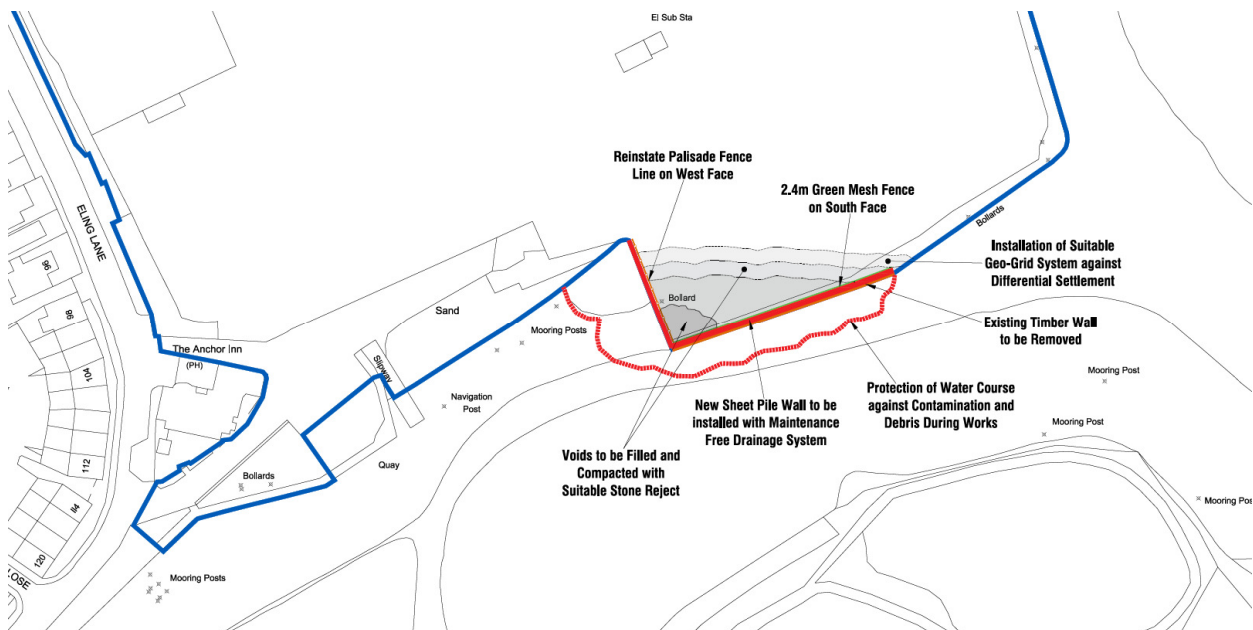 El Sub Sta
Reinstate Palisade Fence
Line on West Face
2.4m Green Mesh Fence
on South Face
Bollards
Installation of Suitable
Geo-Grid System against
Differential Settlement
ELING LANE
96
98
104
112
114
120
LOSE
The Anchor Inn
(PH)
Sand
Slipway
Mooring Posts
Bollard
Existing Timber Wall
to be Removed
Navigation
Post
New Sheet Pile Wall to be
installed with Maintenance
Free Drainage System
Protection of Water Course
against Contamination and
Debris During Works
Mooring Post
Mooring Post
Mooring Post
Voids to be Filled and
Compacted with
Suitable Stone Reject
Quay
Bollards
Mooring Posts